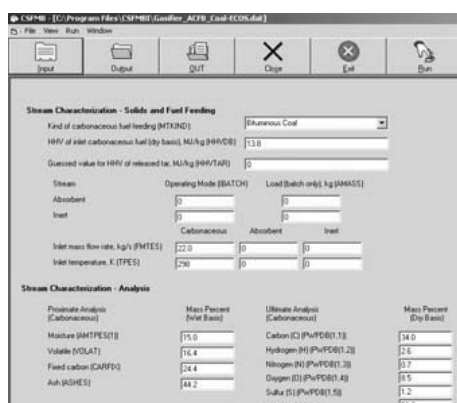 CSFMB - [C:\Program Files\CSFMB\Gasifier_ACFB_Coal-ECOS.dat]
File View Run Window
Input Output OUT Close Exit Run
Stream Characterization - Solids and Fuel Feeding
Kind of carbonaceous fuel feeding (MTKIND) Bituminous Coal
HHV of inlet carbonaceous fuel (dry basis), MJ/kg (HHVDB) 13.8
Guessed value for HHV of released tar, MJ/kg (HHVTAR) 0
Stream Operating Mode (IBATCH) Load (batch only), kg (AMASS)
Absorbent 0 0
Inert 0 0
Carbonaceous Absorbent Inert
Inlet mass flow rate, kg/s (FMTES) 22.0 0 0
Inlet temperature, K (TPES) 298 0 0
Stream Characterization - Analysis
Proximate Analysis Mass Percent Ultimate Analysis Mass Percent
(Carbonaceous) (Wet Basis) (Carbonaceous) (Dry Basis)
Moisture (AMTPES(1)) 15.0 Carbon (C) (PWPDB(1,1)) 34.0
Volatile (VOLAT) 16.4 Hydrogen (H) (PWPDB(1,2)) 2.6
Fixed carbon (CARFIX) 24.4 Nitrogen (N) (PWPDB(1,3)) 0.7
Ash (ASHES) 44.2 Oxygen (O) (PWPDB(1,4)) 8.5
Sulfur (S) (PWPDB(1,5)) 1.2